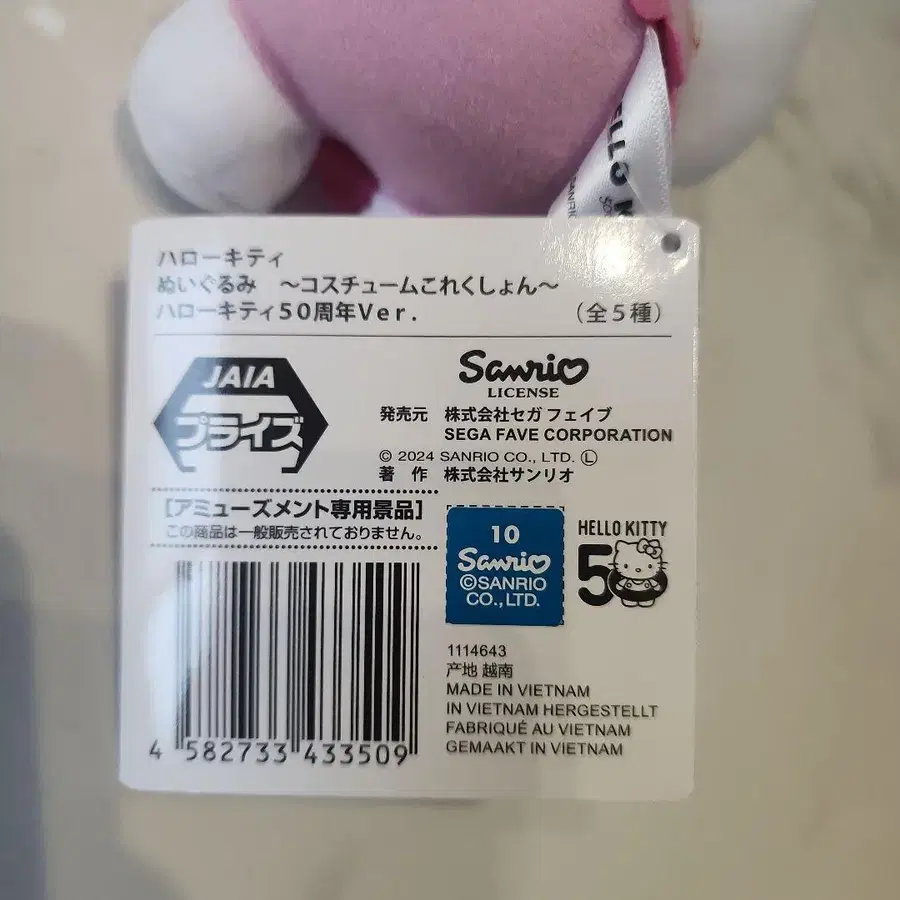 ハローキティ
ぬいぐるみ ～コスチュームこれくしょん～
ハローキティ50周年Ver. (全5種)
JAIA
プライズ
Sanrio
LICENSE
発売元 株式会社セガ フェイブ
SEGA FAVE CORPORATION
© 2024 SANRIO CO., LTD. Ⓛ
著 作 株式会社サンリオ
[アミューズメント専用景品]
この商品は一般販売されておりません。
10
Sanrio
©SANRIO
CO.,LTD.
HELLO KITTY
50
1114643
产地 越南
MADE IN VIETNAM
IN VIETNAM HERGESTELLT
FABRIQUÉ AU VIETNAM
GEMAAKT IN VIETNAM
4 582733 433509